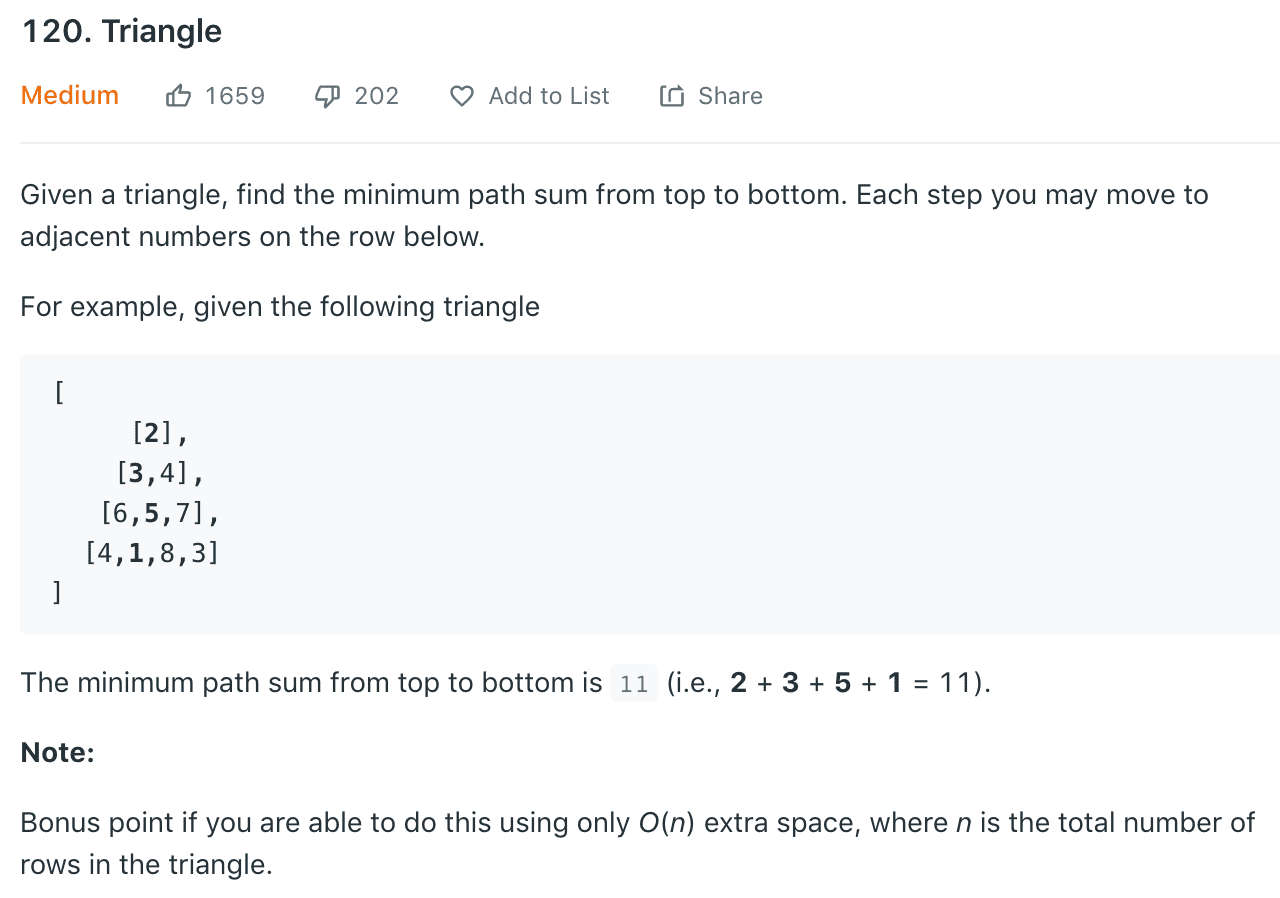 120. Triangle
Medium 1659 202 Add to List Share
Given a triangle, find the minimum path sum from top to bottom. Each step you may move to
adjacent numbers on the row below.
For example, given the following triangle
[
[2],
[3,4],
[6,5,7],
[4,1,8,3]
]
The minimum path sum from top to bottom is 11 (i.e., 2 + 3 + 5 + 1 = 11).
Note:
Bonus point if you are able to do this using only O(n) extra space, where n is the total number of
rows in the triangle.